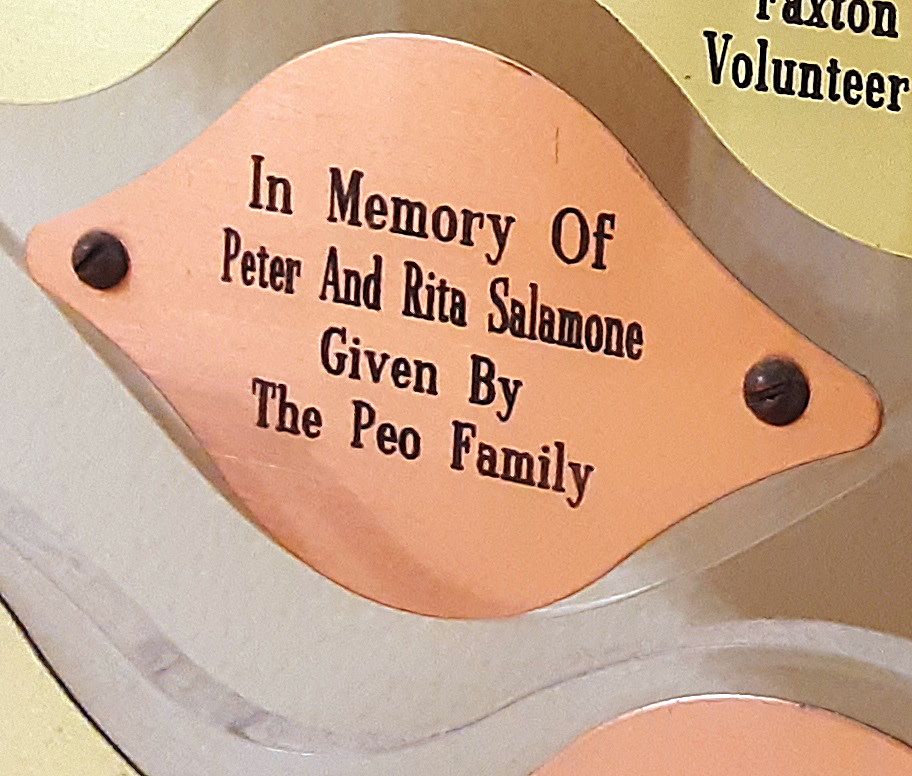 Paxton
Volunteer
In Memory Of
Peter And Rita Salamone
Given By
The Peo Family